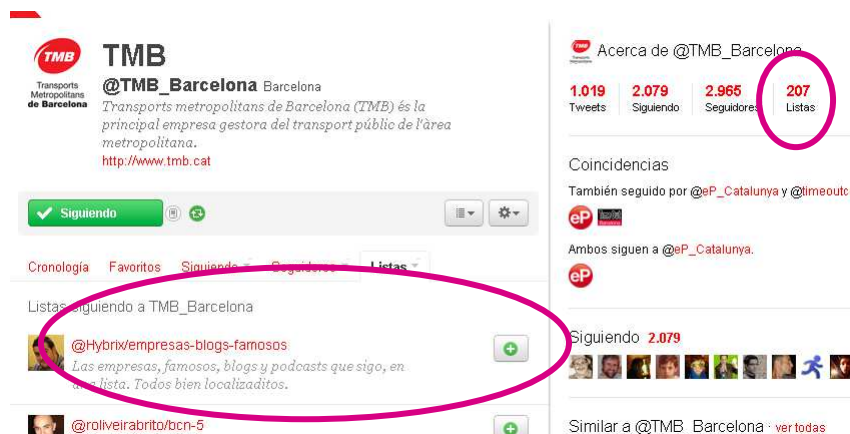 TMB
Transports
Metropolitans
de Barcelona
TMB
@TMB_Barcelona Barcelona
Transports metropolitans de Barcelona (TMB) és la
principal empresa gestora del transport públic de l'àrea
metropolitana.
http://www.tmb.cat
Siguiendo
Cronología Favoritos Siguiendo Seguidores Listas
Listas siguiendo a TMB_Barcelona
@Hybrix/empresas-blogs-famosos
Las empresas, famosos, blogs y podcasts que sigo, en
una lista. Todos bien localizaditos.
@roliveirabrito/bcn-5
TMB
Acerca de @TMB_Barcelona
1.019 2.079 2.965 207
Tweets Siguiendo Seguidores Listas
Coincidencias
También seguido por @eP_Catalunya y @timeoutc
eP
Ambos siguen a @eP_Catalunya.
eP
Siguiendo 2.079
Similar a @TMB_Barcelona · ver todas